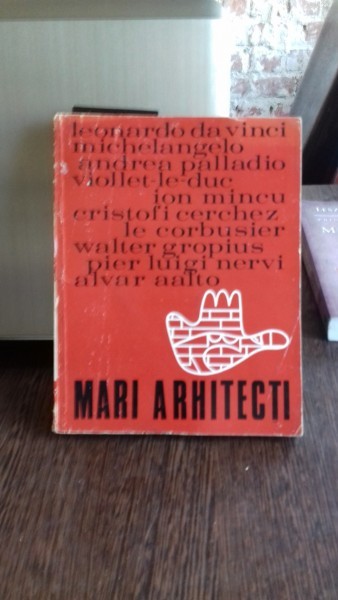 leonardo da vinci
michelangelo
andrea palladio
viollet-le-duc
ion mincu
cristofi cerchez
le corbusier
walter gropius
pier luigi nervi
alvar aalto
MARI ARHITECTI